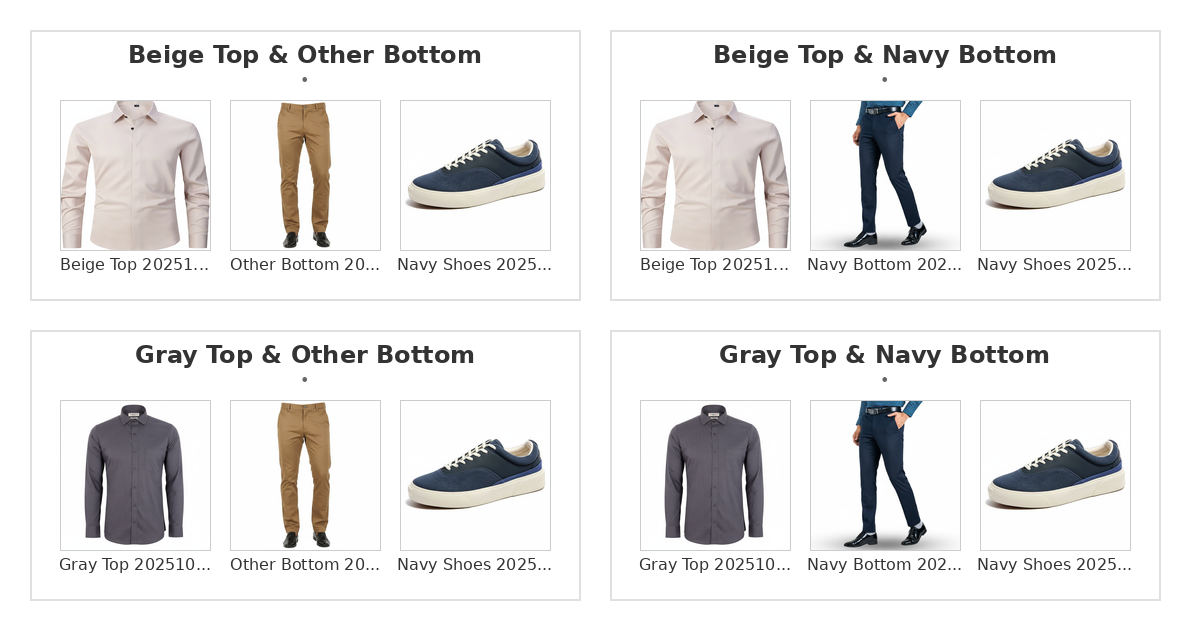 Beige Top & Other Bottom
•
Beige Top 20251...
Other Bottom 20...
Navy Shoes 2025...
Beige Top & Navy Bottom
•
Beige Top 20251...
Navy Bottom 202...
Navy Shoes 2025...
Gray Top & Other Bottom
•
Gray Top 202510...
Other Bottom 20...
Navy Shoes 2025...
Gray Top & Navy Bottom
•
Gray Top 202510...
Navy Bottom 202...
Navy Shoes 2025...